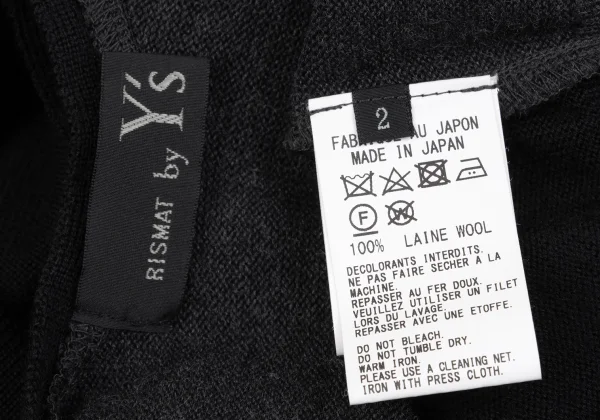 Y's
RISMAT by
2
FABRIQUE AU JAPON
MADE IN JAPAN
F
W
100% LAINE WOOL
DECOLORANTS INTERDITS.
NE PAS FAIRE SECHER A LA
MACHINE.
REPASSER AU FER DOUX.
VEUILLEZ UTILISER UN FILET
LORS DU LAVAGE.
REPASSER AVEC UNE ETOFFE.
DO NOT BLEACH.
DO NOT TUMBLE DRY.
WARM IRON.
PLEASE USE A CLEANING NET.
IRON WITH PRESS CLOTH.